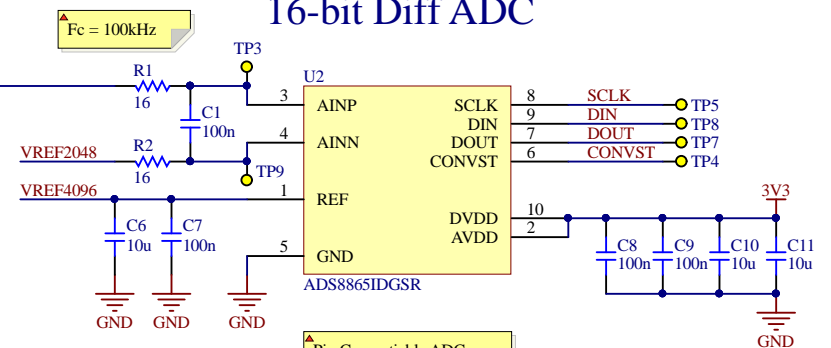 16-bit Diff ADC
Fc = 100kHz
TP3
R1
16
U2
3
AINP
SCLK
8
SCLK
TP5
C1
100n
DIN
9
DIN
TP8
4
AINN
DOUT
7
DOUT
TP7
VREF2048
R2
16
CONVST
6
CONVST
TP4
TP9
VREF4096
1
REF
3V3
DVDD
10
AVDD
2
C6
10u
C7
100n
5
GND
C8
100n
C9
100n
C10
10u
C11
10u
ADS8865IDGSR
GND
GND
GND
GND